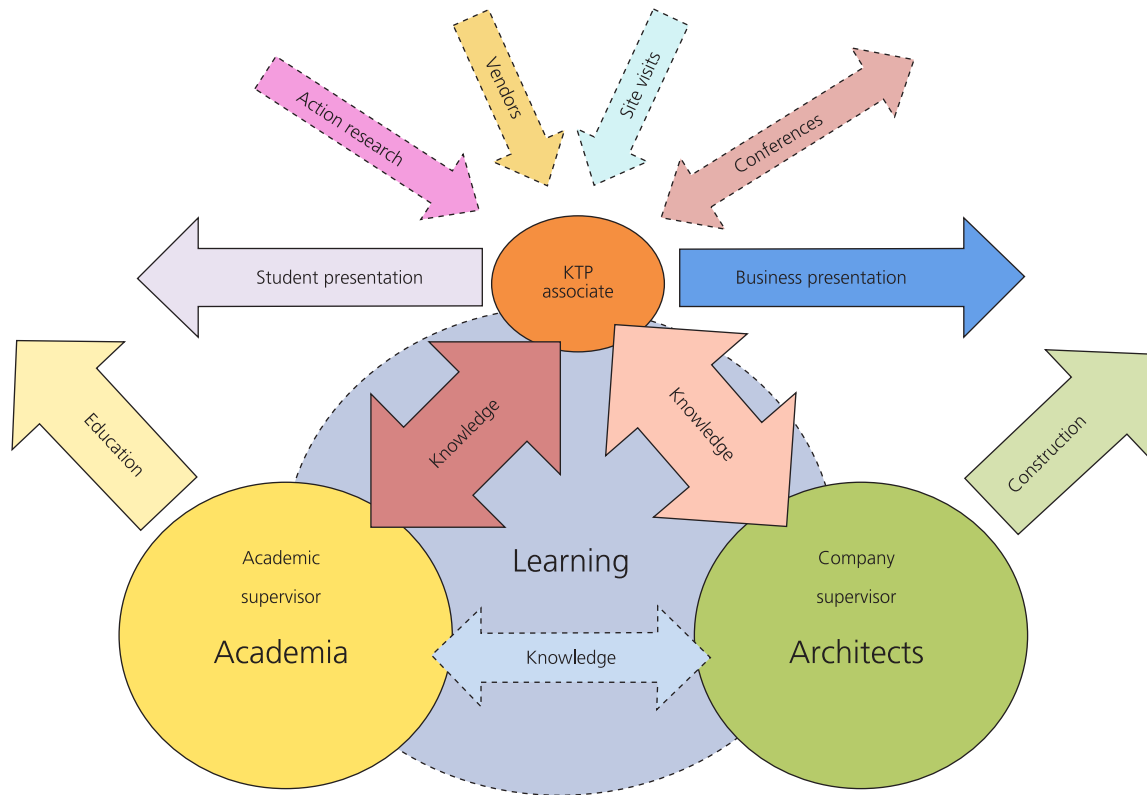 Action research
Vendors
Site visits
Conferences
Student presentation
KTP
associate
Business presentation
Education
Knowledge
Knowledge
Construction
Academic
supervisor
Academia
Learning
Company
supervisor
Architects
Knowledge